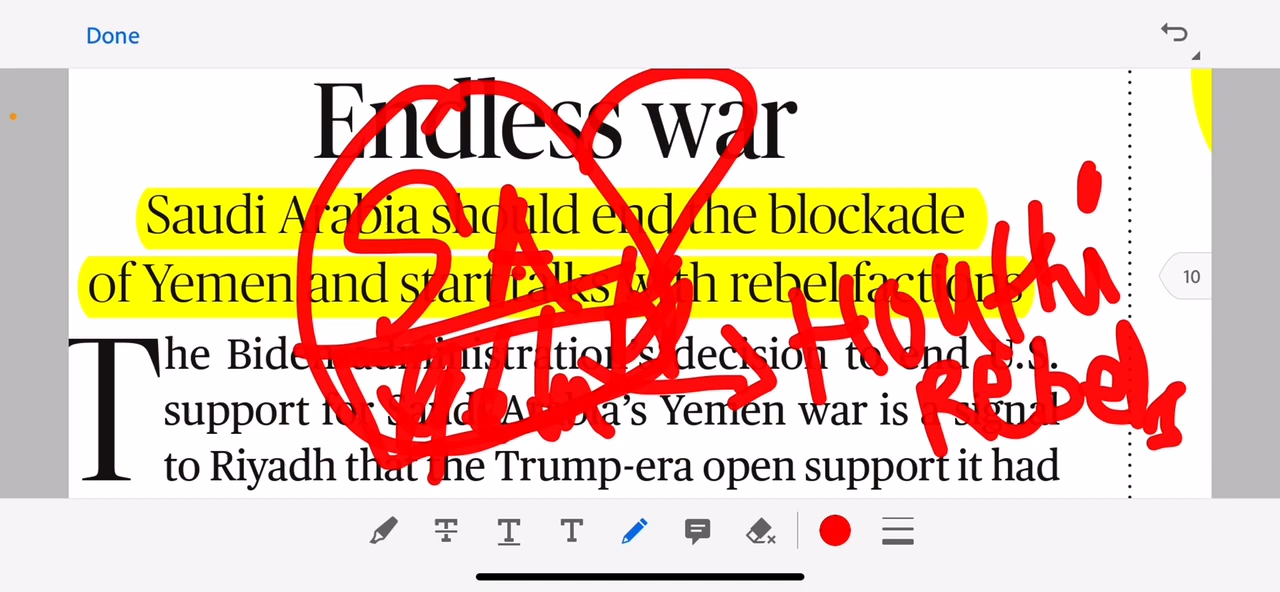 Done
Endless war
Saudi Arabia should end the blockade
of Yemen and start talks with rebel factions
The Biden administration's decision to end U.S.
support for Saudi Arabia's Yemen war is a signal
to Riyadh that the Trump-era open support it had
SA
Houthi
Rebels
10
T T T